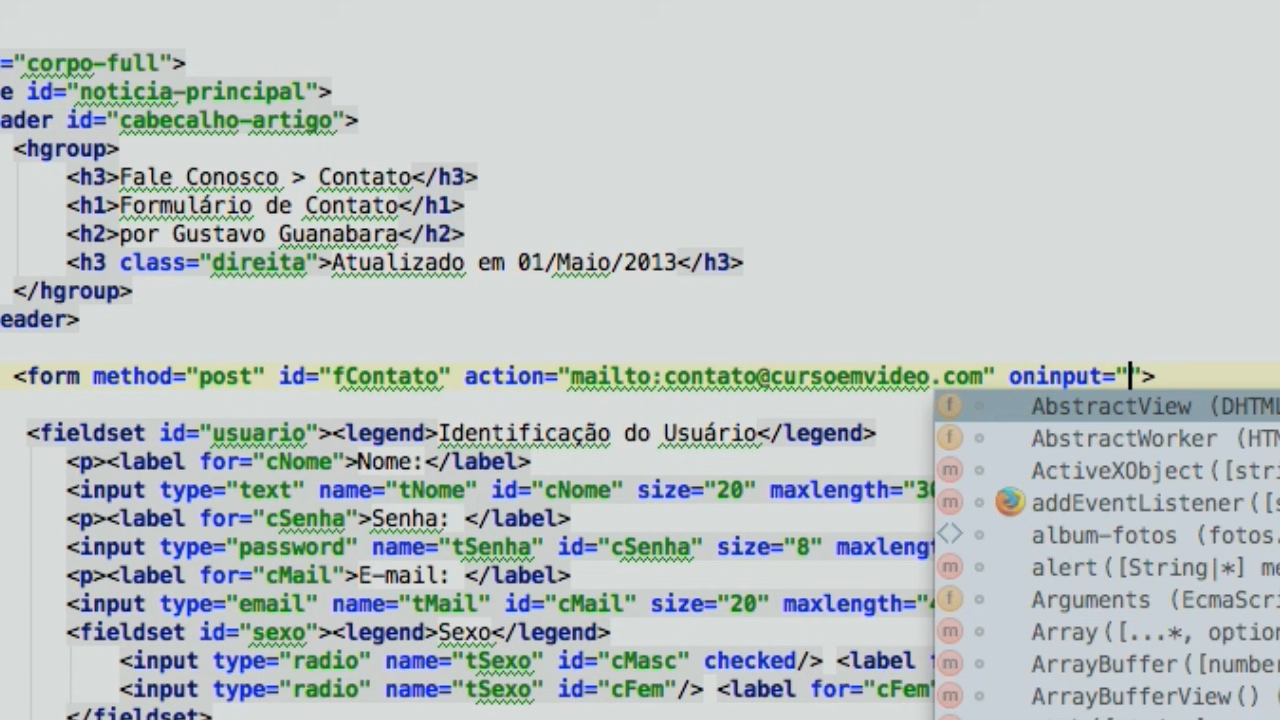 ="corpo-full">
e id="noticia-principal">
ader id="cabecalho-artigo">
<hgroup>
<h3>Fale Conosco > Contato</h3>
<h1>Formulário de Contato</h1>
<h2>por Gustavo Guanabara</h2>
<h3 class="direita">Atualizado em 01/Maio/2013</h3>
</hgroup>
eader>
<form method="post" id="fContato" action="mailto:contato@cursoemvideo.com" oninput="">
<fieldset id="usuario"><legend>Identificação do Usuário</legend>
<p><label for="cNome">Nome:</label>
<input type="text" name="tNome" id="cNome" size="20" maxlength="30
<p><label for="cSenha">Senha: </label>
<input type="password" name="tSenha" id="cSenha" size="8" maxlengt
<p><label for="cMail">E-mail: </label>
<input type="email" name="tMail" id="cMail" size="20" maxlength="4
<fieldset id="sexo"><legend>Sexo</legend>
<input type="radio" name="tSexo" id="cMasc" checked/> <label f
<input type="radio" name="tSexo" id="cFem"/> <label for="cFem"
</fieldset>
AbstractView (DHTML
AbstractWorker (HT
ActiveXObject([stri
addEventListener([s
album-fotos (fotos.
alert([String|*] me
Arguments (EcmaScri
Array([...*, option
ArrayBuffer([number
ArrayBufferView() (